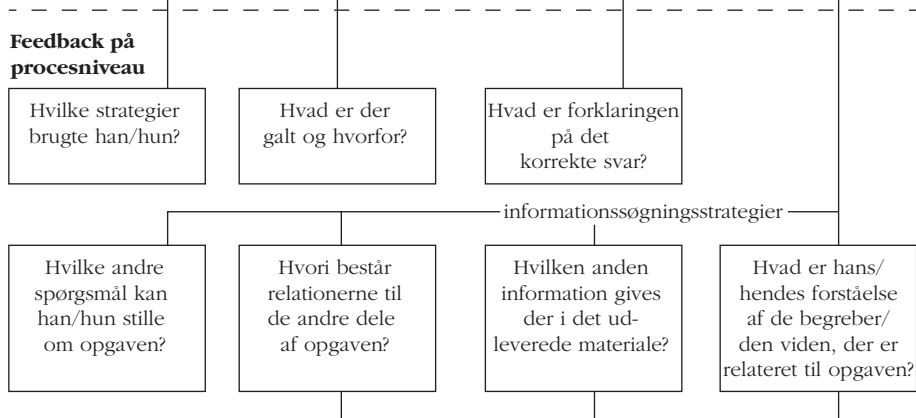 Feedback på
procesniveau
Hvilke strategier
brugte han/hun?
Hvad er der
galt og hvorfor?
Hvad er forklaringen
på det
korrekte svar?
informationssøgningsstrategier
Hvilke andre
spørgsmål kan
han/hun stille
om opgaven?
Hvori består
relationerne til
de andre dele
af opgaven?
Hvilken anden
information gives
der i det ud-
leverede materiale?
Hvad er hans/
hendes forståelse
af de begreber/
den viden, der er
relateret til opgaven?